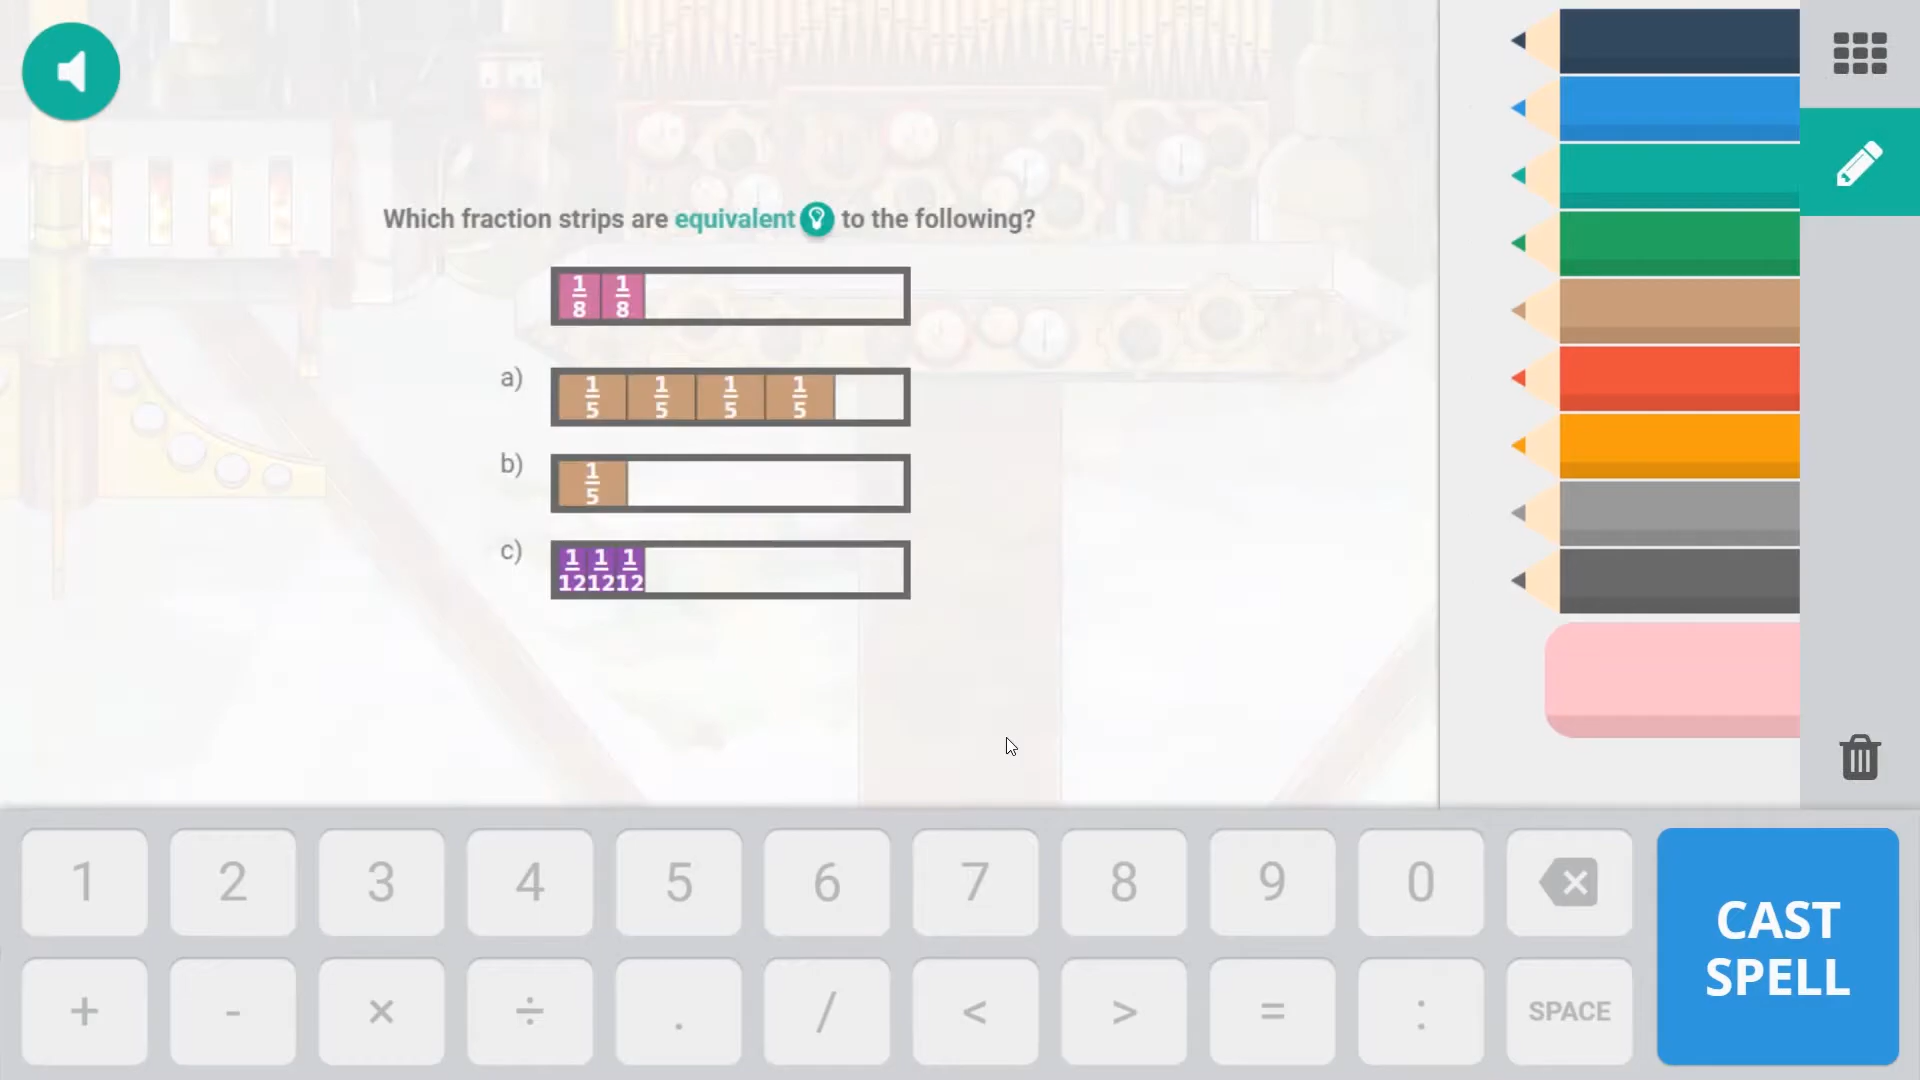 Which fraction strips are equivalent to the following?
1/8 1/8
a) 1/5 1/5 1/5 1/5
b) 1/5
c) 1/12 1/12 1/12
1 2 3 4 5 6 7 8 9 0
CAST SPELL
+ - × ÷ . / < > = : SPACE